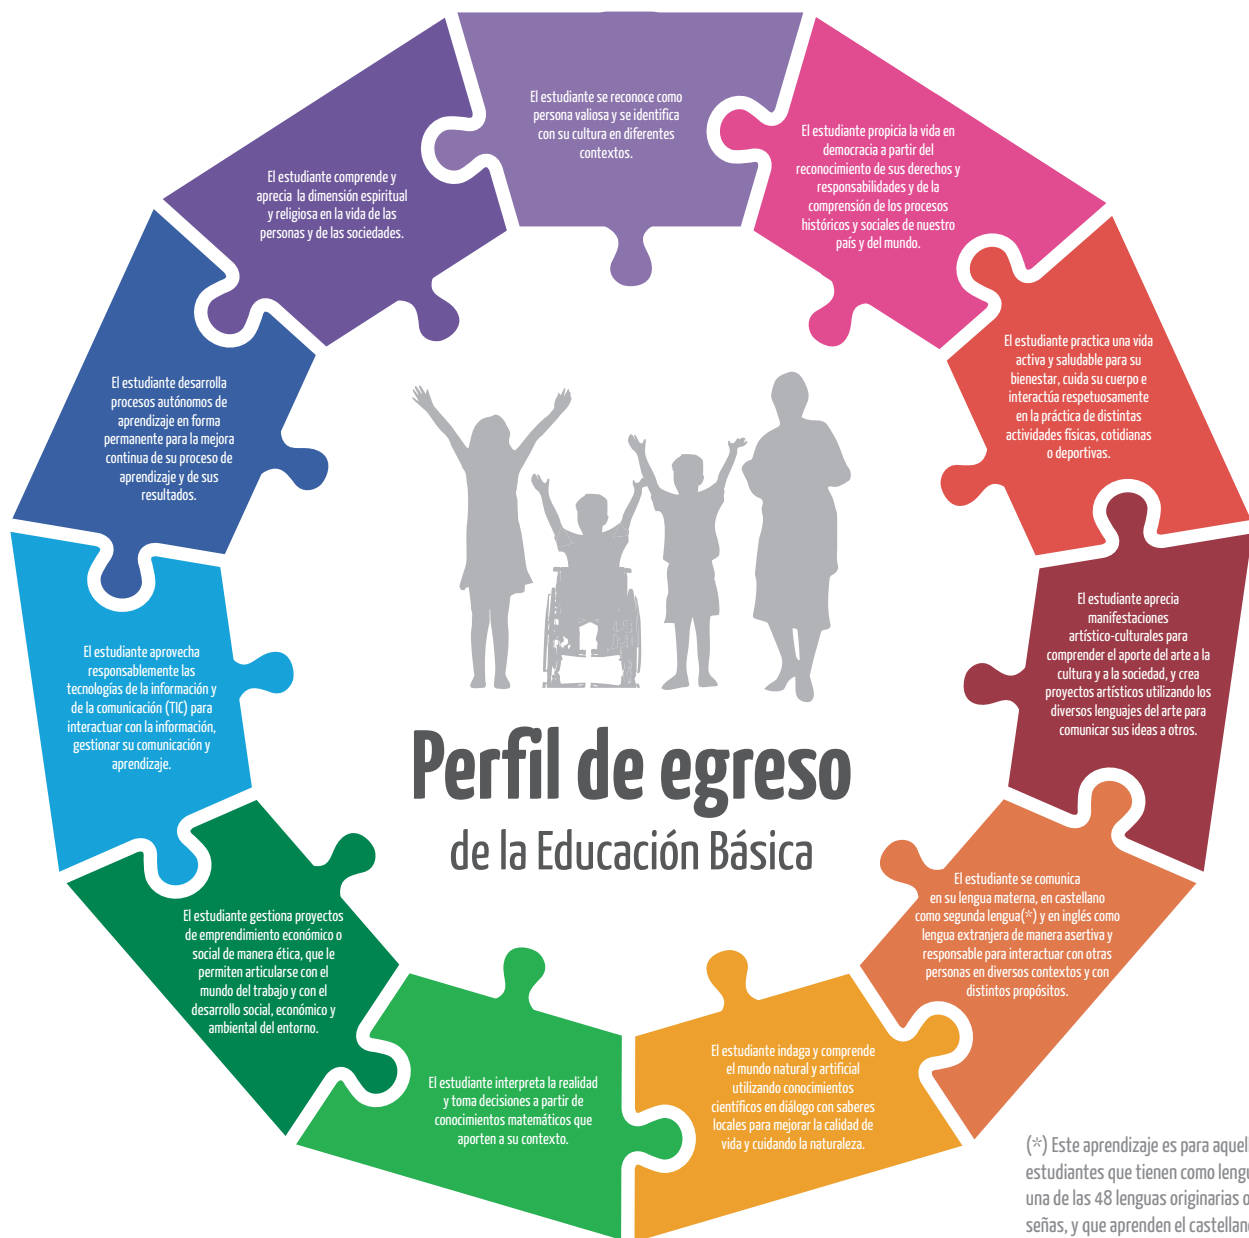 El estudiante se reconoce como
persona valiosa y se identifica
con su cultura en diferentes
contextos.
El estudiante propicia la vida en
democracia a partir del
reconocimiento de sus derechos y
responsabilidades y de la
comprensión de los procesos
históricos y sociales de nuestro
país y del mundo.
El estudiante practica una vida
activa y saludable para su
bienestar, cuida su cuerpo e
interactúa respetuosamente
en la práctica de distintas
actividades físicas, cotidianas
o deportivas.
El estudiante aprecia
manifestaciones
artístico-culturales para
comprender el aporte del arte a la
cultura y a la sociedad, y crea
proyectos artísticos utilizando los
diversos lenguajes del arte para
comunicar sus ideas a otros.
El estudiante se comunica
en su lengua materna, en castellano
como segunda lengua(*) y en inglés como
lengua extranjera de manera asertiva y
responsable para interactuar con otras
personas en diversos contextos y con
distintos propósitos.
El estudiante indaga y comprende
el mundo natural y artificial
utilizando conocimientos
científicos en diálogo con saberes
locales para mejorar la calidad de
vida y cuidando la naturaleza.
El estudiante interpreta la realidad
y toma decisiones a partir de
conocimientos matemáticos que
aporten a su contexto.
El estudiante gestiona proyectos
de emprendimiento económico o
social de manera ética, que le
permiten articularse con el
mundo del trabajo y con el
desarrollo social, económico y
ambiental del entorno.
El estudiante aprovecha
responsablemente las
tecnologías de la información y
de la comunicación (TIC) para
interactuar con la información,
gestionar su comunicación y
aprendizaje.
El estudiante desarrolla
procesos autónomos de
aprendizaje en forma
permanente para la mejora
continua de su proceso de
aprendizaje y de sus
resultados.
El estudiante comprende y
aprecia la dimensión espiritual
y religiosa en la vida de las
personas y de las sociedades.
Perfil de egreso
de la Educación Básica
(*) Este aprendizaje es para
estudiantes que tienen como
una de las 48 lenguas originarias
señas, y que aprenden el